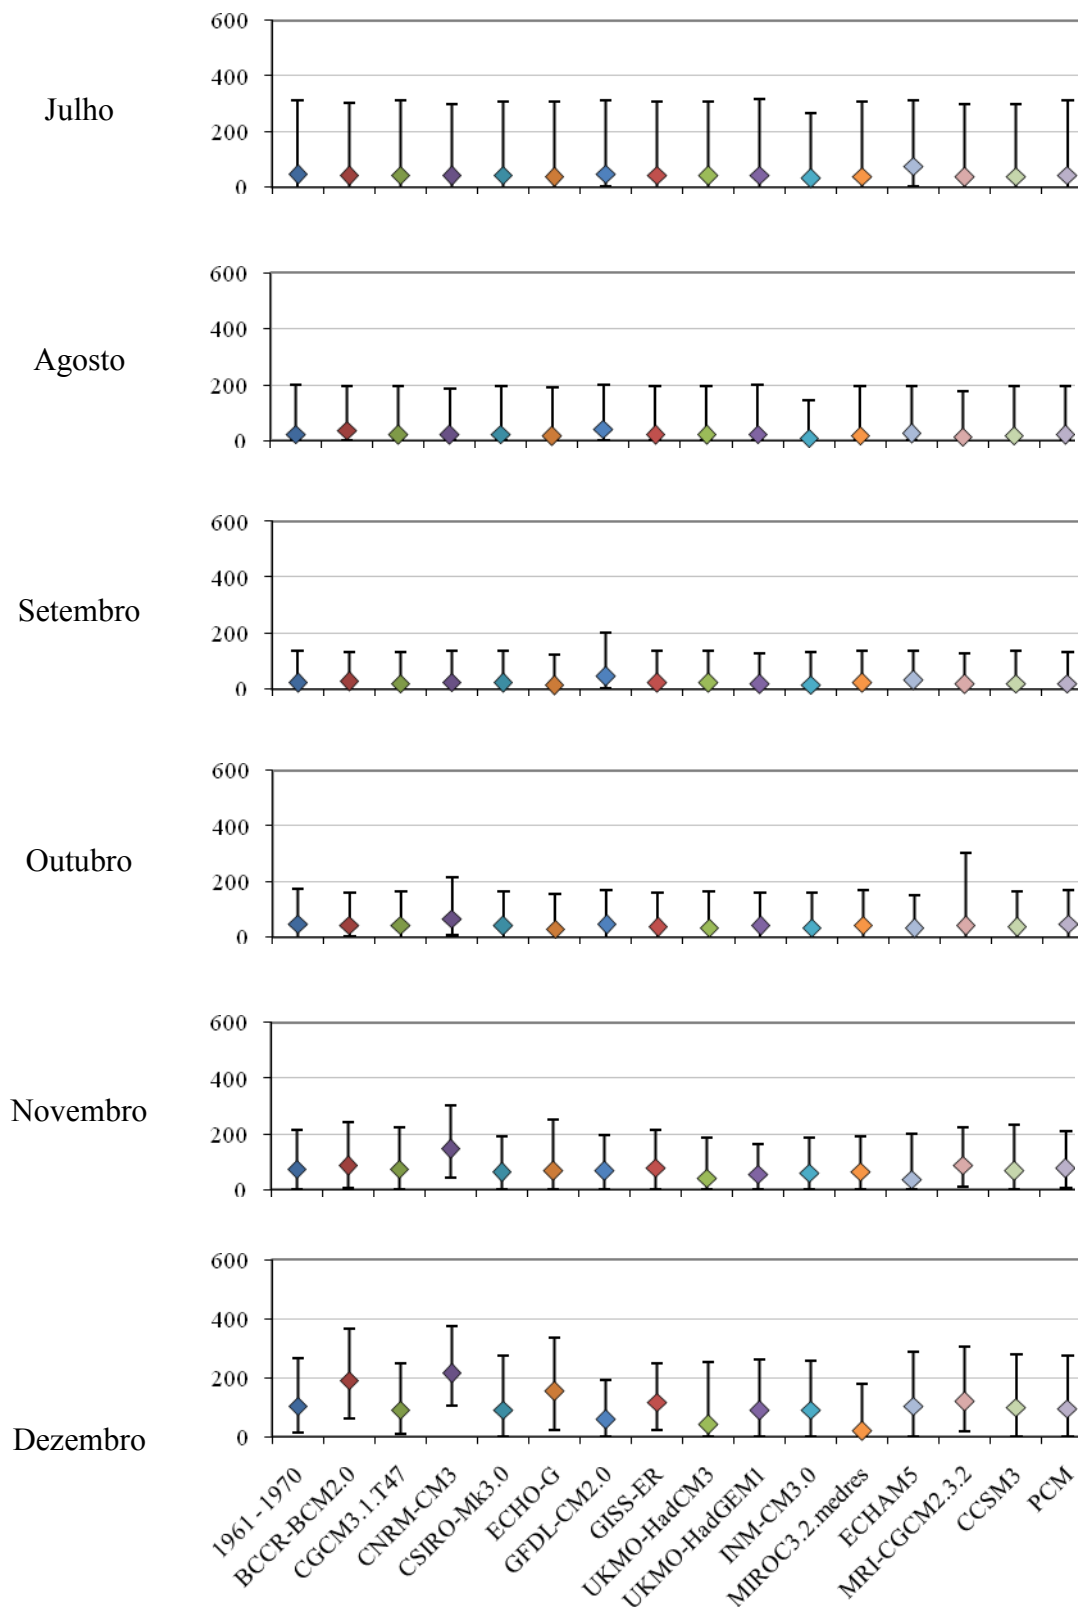 Julho
600
400
200
0
Agosto
600
400
200
0
Setembro
600
400
200
0
Outubro
600
400
200
0
Novembro
600
400
200
0
Dezembro
600
400
200
0
1961-1970
BCCR-BCM2.0
CGCM3.1.T47
CNRM-CM3
CSIRO-Mk3.0
ECHO-G
GFDL-CM2.0
GISS-ER
UKMO-HadCM3
UKMO-HadGEM1
INM-CM3.0
MIROC3.2.medres
ECHAM5
MRI-CGCM2.3.2
CCSM3
PCM